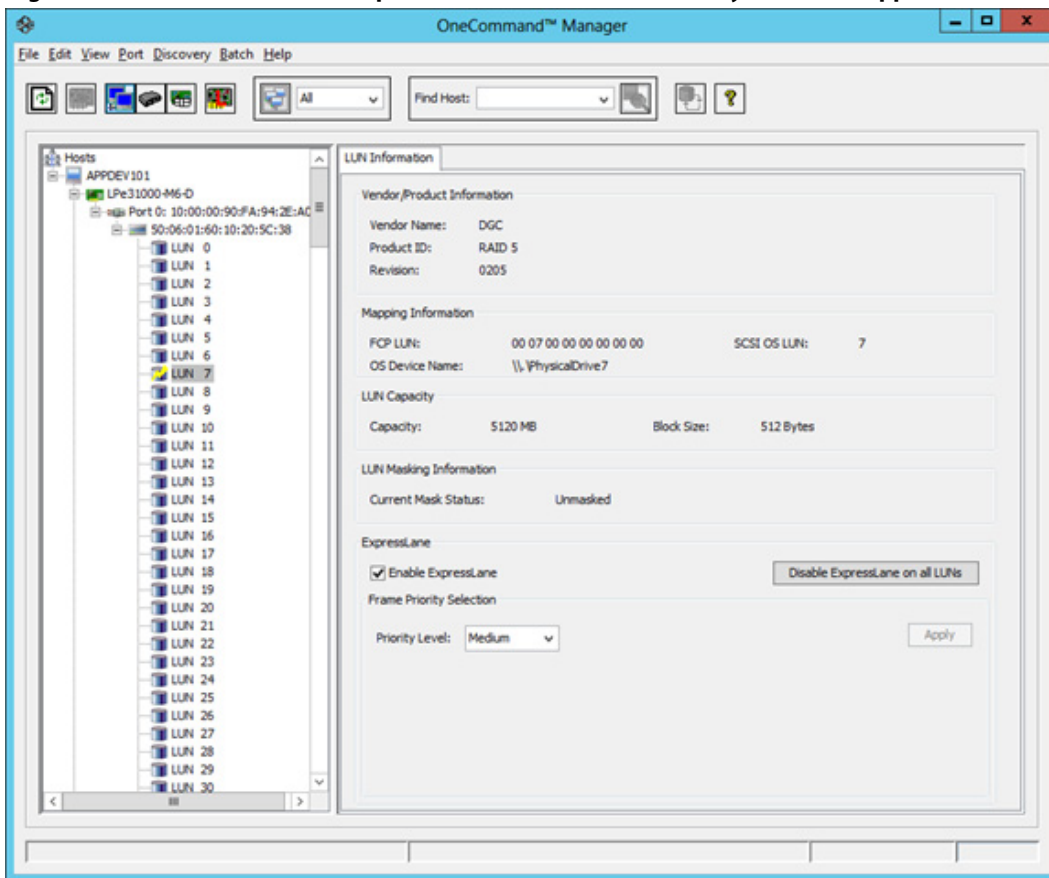 OneCommand™ Manager
File Edit View Port Discovery Batch Help
All
Find Host:
Hosts
APPDEV101
LPe31000-M6-D
Port 0: 10:00:00:90:FA:94:2E:AC
50:06:01:60:10:20:5C:38
LUN 0
LUN 1
LUN 2
LUN 3
LUN 4
LUN 5
LUN 6
LUN 7
LUN 8
LUN 9
LUN 10
LUN 11
LUN 12
LUN 13
LUN 14
LUN 15
LUN 16
LUN 17
LUN 18
LUN 19
LUN 20
LUN 21
LUN 22
LUN 23
LUN 24
LUN 25
LUN 26
LUN 27
LUN 28
LUN 29
LUN 30
LUN Information
Vendor/Product Information
Vendor Name: DGC
Product ID: RAID 5
Revision: 0205
Mapping Information
FCP LUN: 00 07 00 00 00 00 00 00 SCSI OS LUN: 7
OS Device Name: \\.\PhysicalDrive7
LUN Capacity
Capacity: 5120 MB Block Size: 512 Bytes
LUN Masking Information
Current Mask Status: Unmasked
ExpressLane
Enable ExpressLane Disable ExpressLane on all LUNs
Frame Priority Selection
Priority Level: Medium Apply